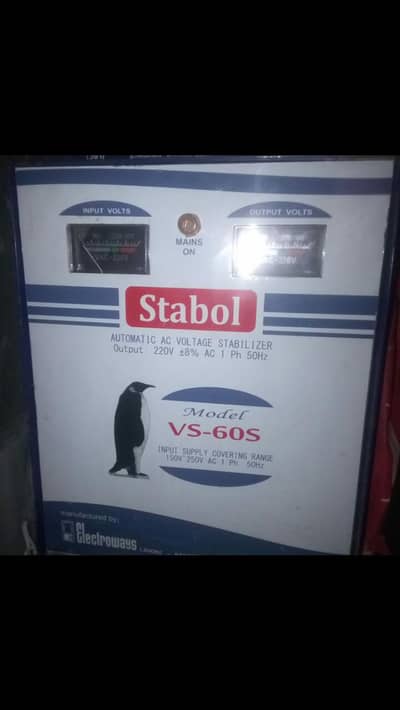 INPUT VOLTS
OUTPUT VOLTS
MAINS
ON
Stabol
AUTOMATIC AC VOLTAGE STABILIZER
Output 220V ±8% AC 1 Ph 50Hz
Model
VS-60S
INPUT SUPPLY COVERING RANGE
150V~250V AC 1 Ph 50Hz
manufactured by:
Electroways